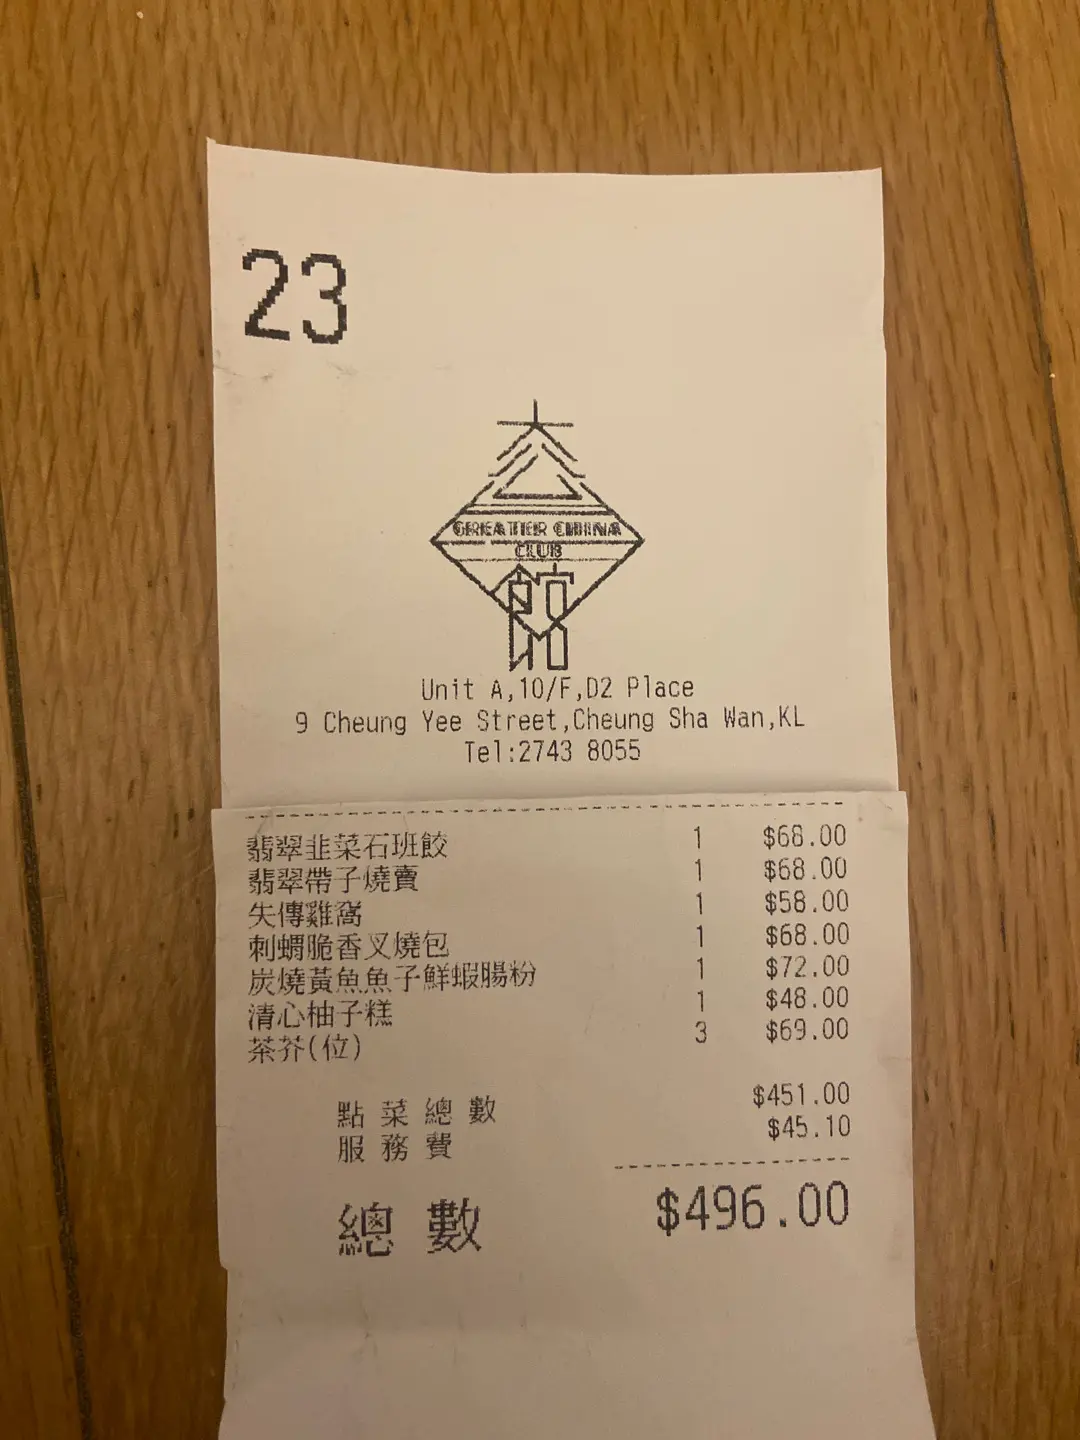 23
大
GREATER CHINA
CLUB
館
Unit A,10/F,D2 Place
9 Cheung Yee Street,Cheung Sha Wan,KL
Tel:2743 8055
翡翠韭菜石班餃 1 $68.00
翡翠帶子燒賣 1 $68.00
失傳雞窩 1 $58.00
刺蝟脆香叉燒包 1 $68.00
炭燒黃魚魚子鮮蝦腸粉 1 $72.00
清心柚子糕 1 $48.00
茶芥(位) 3 $69.00
點菜總數 $451.00
服務費 $45.10
總數 $496.00